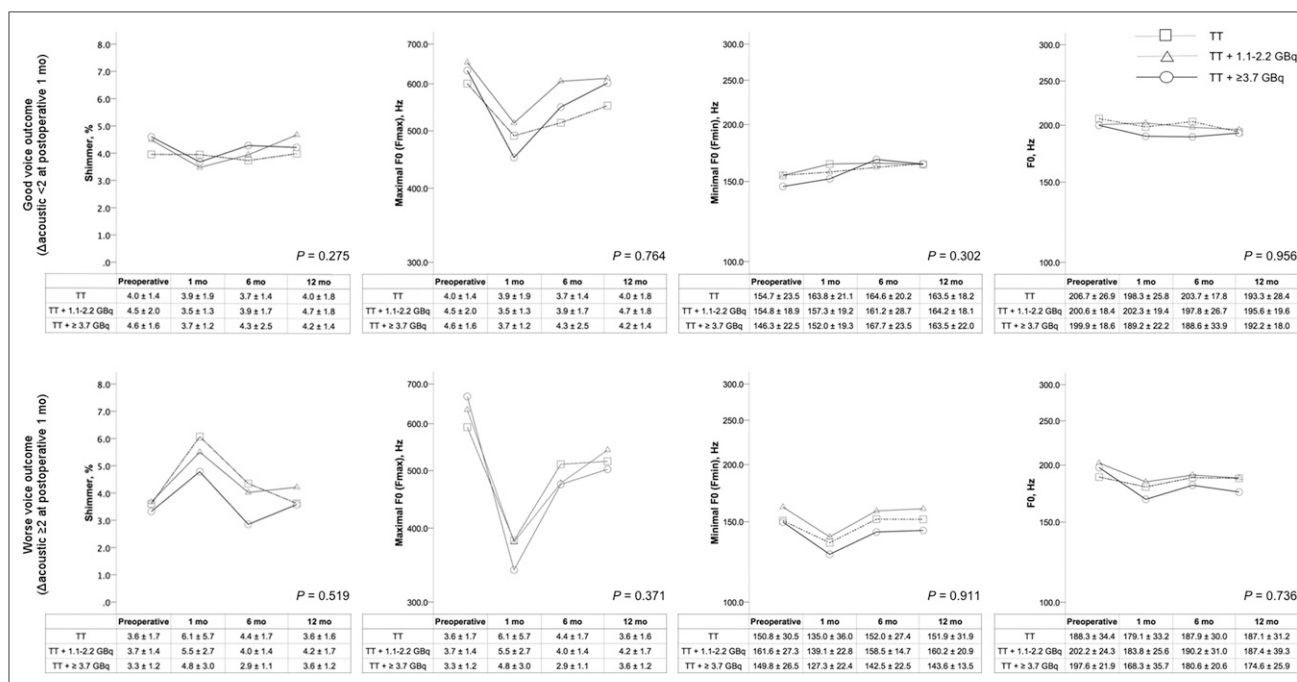 TT
TT + 1.1-2.2 GBq
TT + ≥3.7 GBq
Good voice outcome
(Δacoustic <2 at postooperative 1 mo)
Shimmer, %
8.0
7.0
6.0
5.0
4.0
3.0
2.0
1.0
.0
P = 0.275
Preoperative 1 mo 6 mo 12 mo
TT 4.0 ± 1.4 3.9 ± 1.9 3.7 ± 1.4 4.0 ± 1.8
TT + 1.1-2.2 GBq 4.5 ± 2.0 3.5 ± 1.3 3.9 ± 1.7 4.7 ± 1.8
TT + ≥ 3.7 GBq 4.6 ± 1.6 3.7 ± 1.2 4.3 ± 2.5 4.2 ± 1.4
Maximal F0 (Fmax), Hz
700.0
600.0
500.0
400.0
300.0
P = 0.764
Preoperative 1 mo 6 mo 12 mo
TT 4.0 ± 1.4 3.9 ± 1.9 3.7 ± 1.4 4.0 ± 1.8
TT + 1.1-2.2 GBq 4.5 ± 2.0 3.5 ± 1.3 3.9 ± 1.7 4.7 ± 1.8
TT + ≥ 3.7 GBq 4.6 ± 1.6 3.7 ± 1.2 4.3 ± 2.5 4.2 ± 1.4
Minimal F0 (Fmin), Hz
300.0
250.0
200.0
150.0
100.0
P = 0.302
Preoperative 1 mo 6 mo 12 mo
TT 154.7 ± 23.5 163.8 ± 21.1 164.6 ± 20.2 163.5 ± 18.2
TT + 1.1-2.2 GBq 154.8 ± 18.9 157.3 ± 19.2 161.2 ± 28.7 164.2 ± 18.1
TT + ≥ 3.7 GBq 146.3 ± 22.5 152.0 ± 19.3 167.7 ± 23.5 163.5 ± 22.0
F0, Hz
300.0
250.0
200.0
150.0
100.0
P = 0.956
Preoperative 1 mo 6 mo 12 mo
TT 206.7 ± 26.9 198.3 ± 25.8 203.7 ± 17.8 193.3 ± 28.4
TT + 1.1-2.2 GBq 200.6 ± 18.4 202.3 ± 19.4 197.8 ± 26.7 195.6 ± 19.6
TT + ≥ 3.7 GBq 199.9 ± 18.6 189.2 ± 22.2 188.6 ± 33.9 192.2 ± 18.0
Worse voice outcome
(Δacoustic ≥2 at postoperative 1 mo)
Shimmer, %
8.0
7.0
6.0
5.0
4.0
3.0
2.0
1.0
.0
P = 0.519
Preoperative 1 mo 6 mo 12 mo
TT 3.6 ± 1.7 6.1 ± 5.7 4.4 ± 1.7 3.6 ± 1.6
TT + 1.1-2.2 GBq 3.7 ± 1.4 5.5 ± 2.7 4.0 ± 1.4 4.2 ± 1.7
TT + ≥ 3.7 GBq 3.3 ± 1.2 4.8 ± 3.0 2.9 ± 1.1 3.6 ± 1.2
Maximal F0 (Fmax), Hz
700.0
600.0
500.0
400.0
300.0
P = 0.371
Preoperative 1 mo 6 mo 12 mo
TT 3.6 ± 1.7 6.1 ± 5.7 4.4 ± 1.7 3.6 ± 1.6
TT + 1.1-2.2 GBq 3.7 ± 1.4 5.5 ± 2.7 4.0 ± 1.4 4.2 ± 1.7
TT + ≥ 3.7 GBq 3.3 ± 1.2 4.8 ± 3.0 2.9 ± 1.1 3.6 ± 1.2
Minimal F0 (Fmin), Hz
300.0
250.0
200.0
150.0
100.0
P = 0.911
Preoperative 1 mo 6 mo 12 mo
TT 150.8 ± 30.5 135.0 ± 36.0 152.0 ± 27.4 151.9 ± 31.9
TT + 1.1-2.2 GBq 161.6 ± 27.3 139.1 ± 22.8 158.5 ± 14.7 160.2 ± 20.9
TT + ≥ 3.7 GBq 149.8 ± 26.5 127.3 ± 22.4 142.5 ± 22.5 143.6 ± 13.5
F0, Hz
300.0
250.0
200.0
150.0
100.0
P = 0.736
Preoperative 1 mo 6 mo 12 mo
TT 188.3 ± 34.4 179.1 ± 33.2 187.9 ± 30.0 187.1 ± 31.2
TT + 1.1-2.2 GBq 202.2 ± 24.3 183.8 ± 25.6 190.2 ± 31.0 187.4 ± 39.3
TT + ≥ 3.7 GBq 197.6 ± 21.9 168.3 ± 35.7 180.6 ± 20.6 174.6 ± 25.9